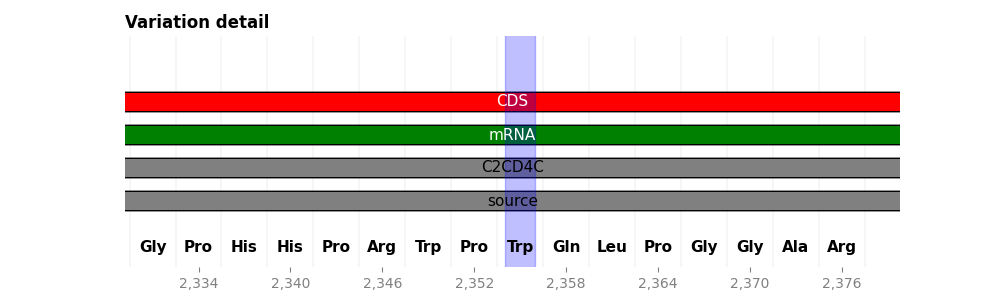 Variation detail
CDS
mRNA
C2CD4C
source
Gly Pro His His Pro Arg Trp Pro Trp Gln Leu Pro Gly Gly Ala Arg
2,334 2,340 2,346 2,352 2,358 2,364 2,370 2,376